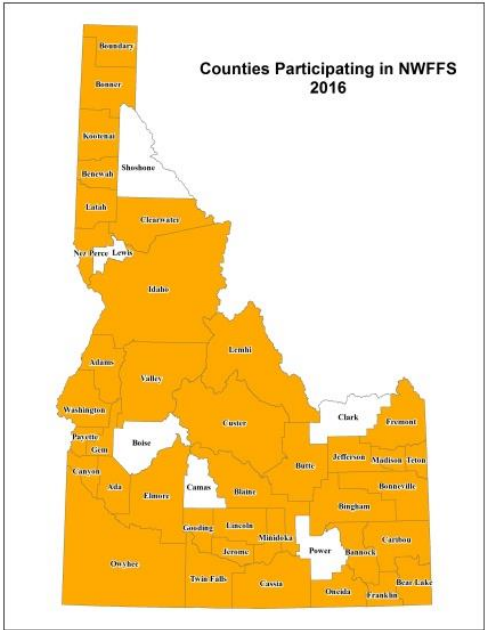 Counties Participating in NWFFS
2016
Boundary
Bonner
Kootenai
Shoshone
Benewah
Latah
Clearwater
Nez Perce
Lewis
Idaho
Lemhi
Adams
Valley
Washington
Custer
Clark
Fremont
Payette
Boise
Gem
Jefferson
Madison
Teton
Butte
Canyon
Ada
Elmore
Camas
Blaine
Bonneville
Bingham
Gooding
Lincoln
Minidoka
Caribou
Jerome
Power
Bannock
Owyhee
Twin Falls
Cassia
Oneida
Franklin
Bear Lake